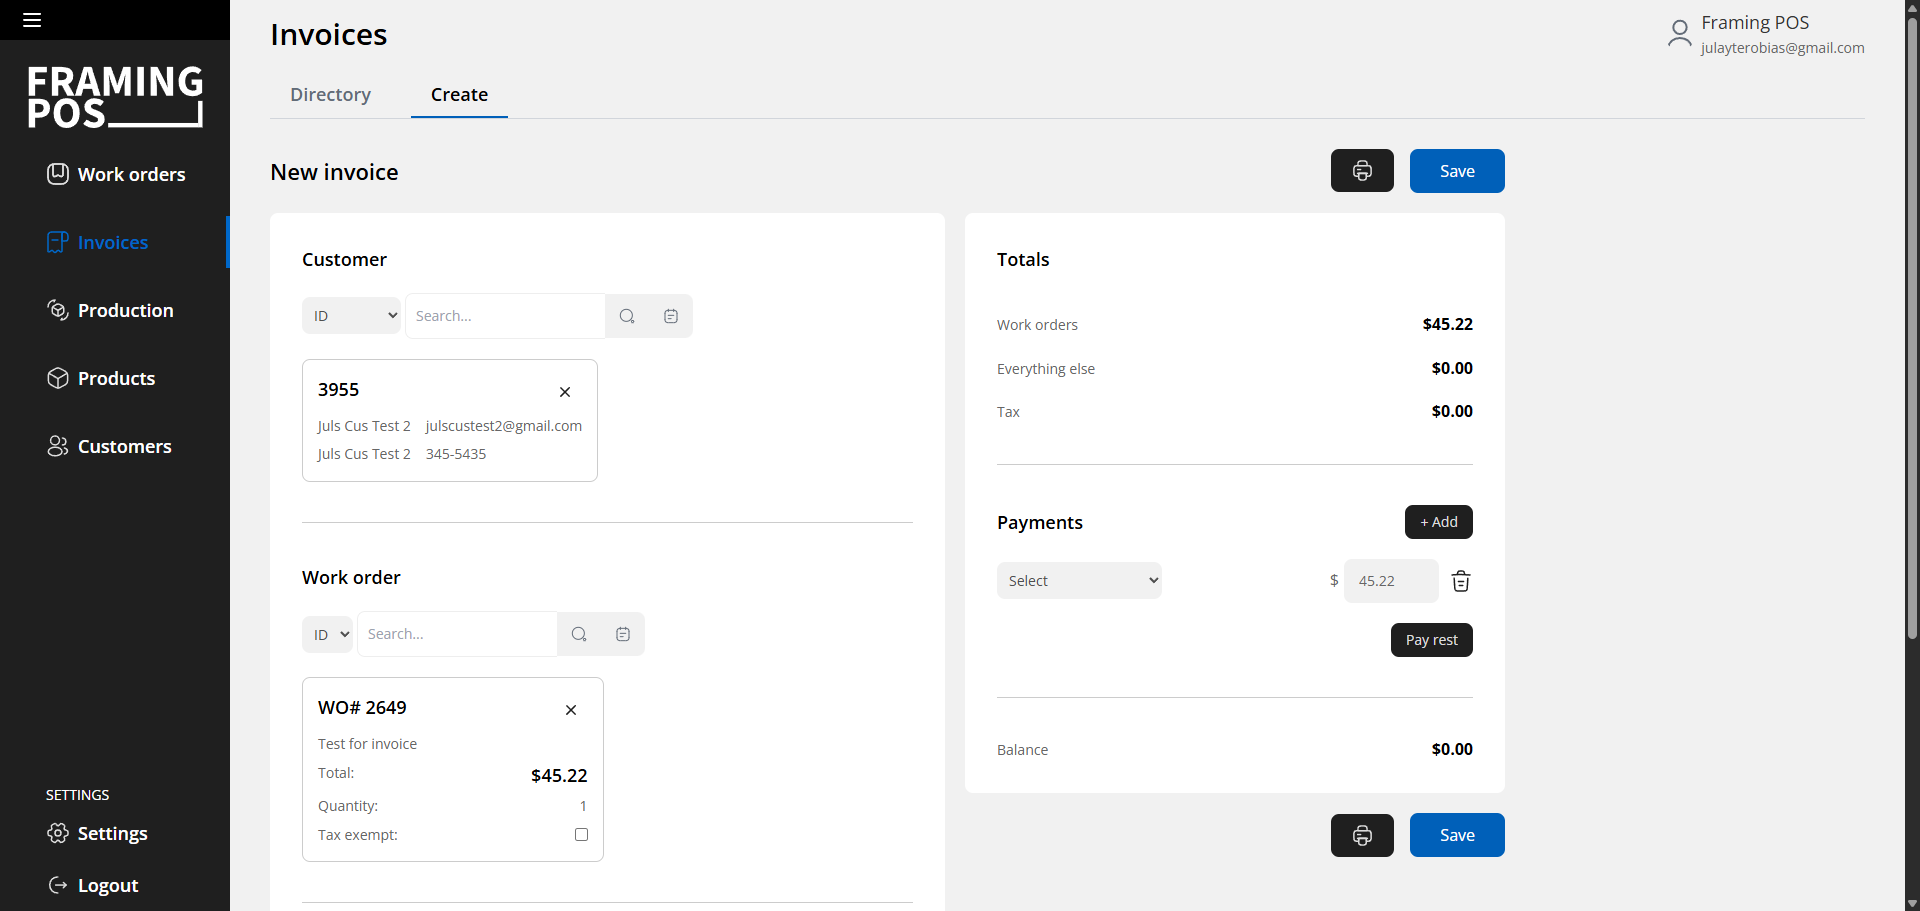 FRAMING
POS
Work orders
Invoices
Production
Products
Customers
SETTINGS
Settings
Logout
Invoices
Framing POS
julayterobias@gmail.com
Directory
Create
New invoice
Save
Customer
ID
Search...
3955
Juls Cus Test 2 julscustest2@gmail.com
Juls Cus Test 2 345-5435
Work order
ID
Search...
WO# 2649
Test for invoice
Total: $45.22
Quantity: 1
Tax exempt:
Totals
Work orders $45.22
Everything else $0.00
Tax $0.00
Payments
+ Add
Select
$ 45.22
Pay rest
Balance $0.00
Save